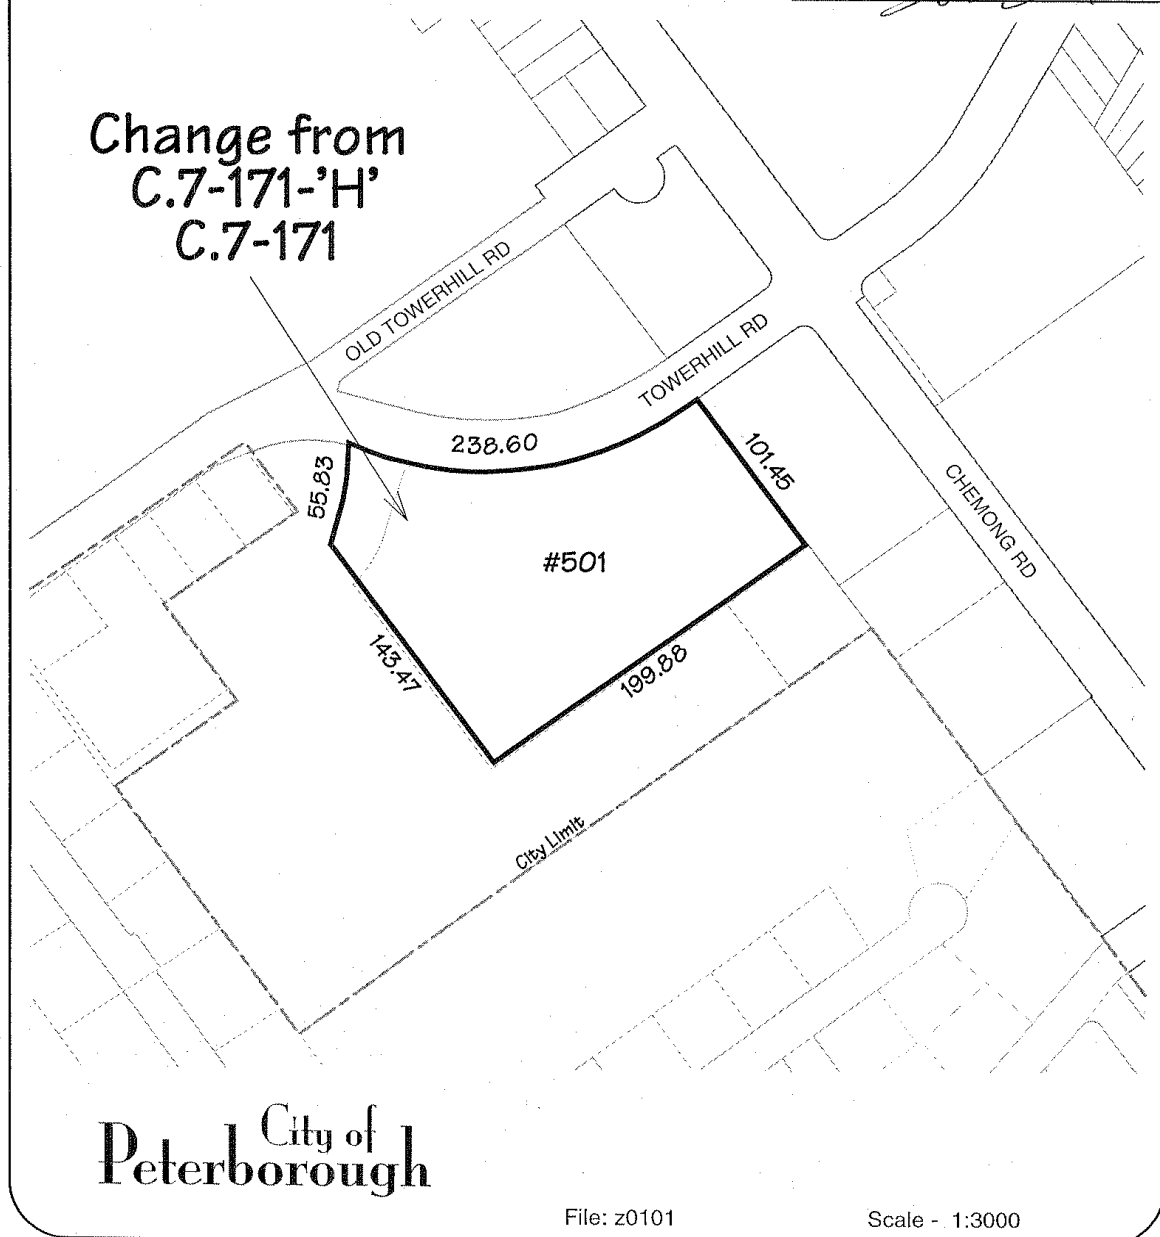 Change from
C.7-171-'H'
C.7-171
OLD TOWERHILL RD
TOWERHILL RD
238.60
55.83
101.45
CHEMONG RD
#501
143.47
199.88
City Limit
City of
Peterborough
File: z0101
Scale - 1:3000